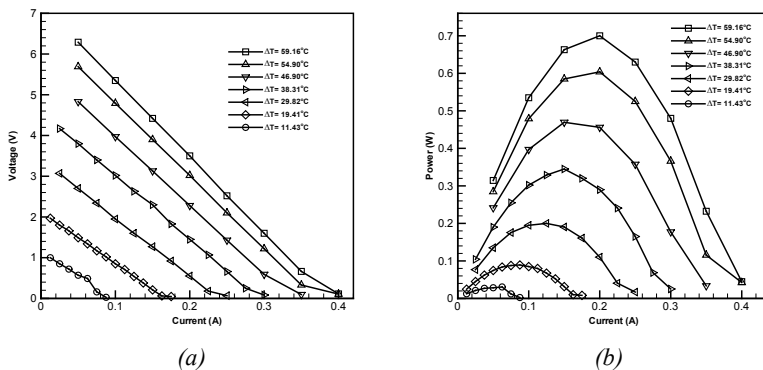 7
6
5
4
3
2
1
0
Voltage (V)
0
0.1
0.2
0.3
0.4
Current (A)
ΔT= 59.16°C
ΔT= 54.90°C
ΔT= 46.90°C
ΔT= 38.31°C
ΔT= 29.82°C
ΔT= 19.41°C
ΔT= 11.43°C
(a)
0.8
0.7
0.6
0.5
0.4
0.3
0.2
0.1
0
Power (W)
0
0.1
0.2
0.3
0.4
Current (A)
ΔT= 59.16°C
ΔT= 54.90°C
ΔT= 46.90°C
ΔT= 38.31°C
ΔT= 29.82°C
ΔT= 19.41°C
ΔT= 11.43°C
(b)